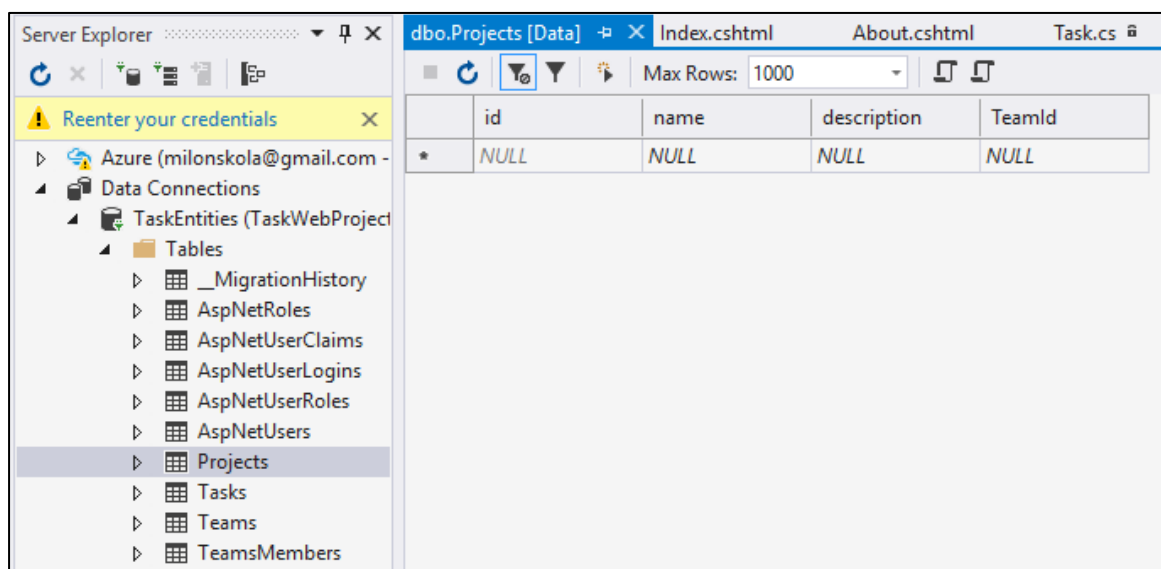 Server Explorer
Reenter your credentials
Azure (milonskola@gmail.com -
Data Connections
TaskEntities (TaskWebProject
Tables
__MigrationHistory
AspNetRoles
AspNetUserClaims
AspNetUserLogins
AspNetUserRoles
AspNetUsers
Projects
Tasks
Teams
TeamsMembers
dbo.Projects [Data] Index.cshtml About.cshtml Task.cs
Max Rows: 1000
id name description TeamId
NULL NULL NULL NULL